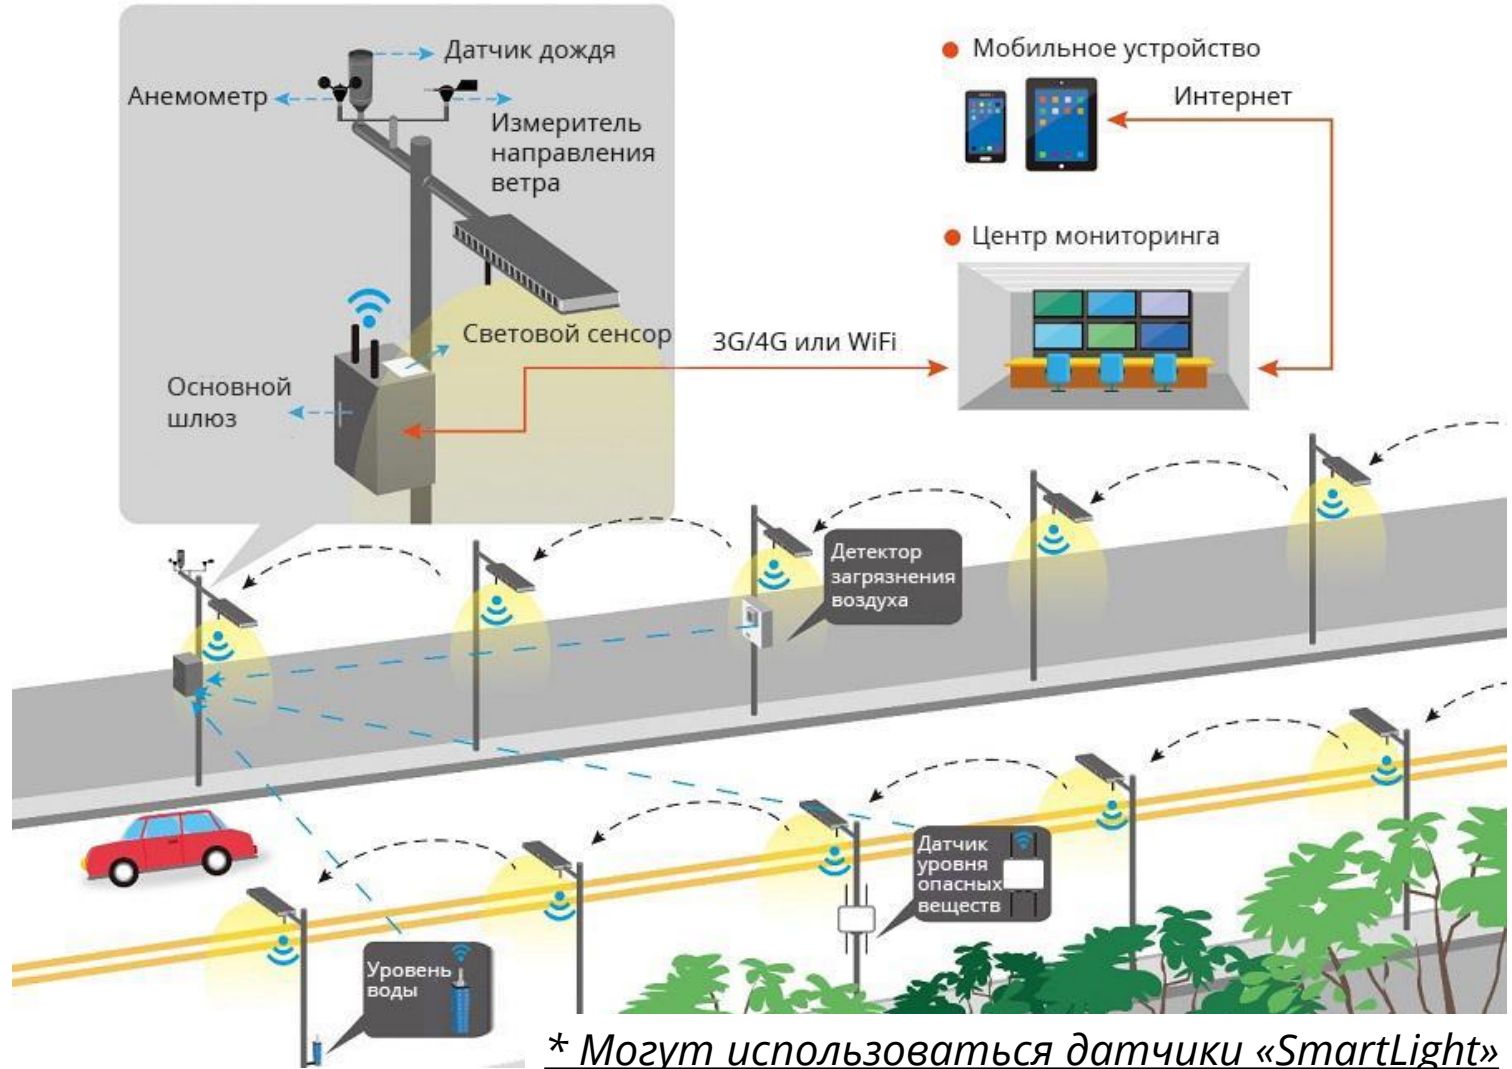 Датчик дождя
Анемометр
Измеритель
направления
ветра
Световой сенсор
Основной
шлюз
Мобильное устройство
Интернет
Центр мониторинга
3G/4G или WiFi
Детектор
загрязнения
воздуха
Датчик
уровня
опасных
веществ
Уровень
воды
* Могут использоваться датчики «SmartLight»